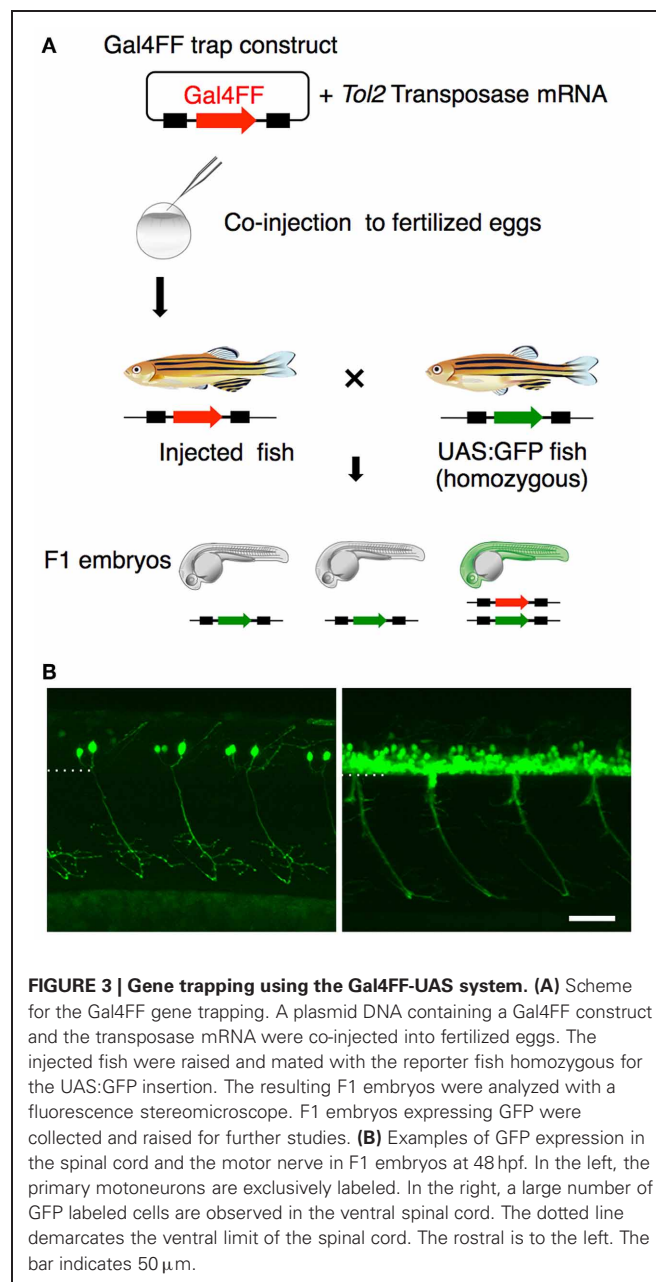 A Gal4FF trap construct
Gal4FF + Tol2 Transposase mRNA
Co-injection to fertilized eggs
×
Injected fish
UAS:GFP fish
(homozygous)
F1 embryos
B
FIGURE 3 | Gene trapping using the Gal4FF-UAS system. (A) Scheme
for the Gal4FF gene trapping. A plasmid DNA containing a Gal4FF construct
and the transposase mRNA were co-injected into fertilized eggs. The
injected fish were raised and mated with the reporter fish homozygous for
the UAS:GFP insertion. The resulting F1 embryos were analyzed with a
fluorescence stereomicroscope. F1 embryos expressing GFP were
collected and raised for further studies. (B) Examples of GFP expression in
the spinal cord and the motor nerve in F1 embryos at 48 hpf. In the left, the
primary motoneurons are exclusively labeled. In the right, a large number of
GFP labeled cells are observed in the ventral spinal cord. The dotted line
demarcates the ventral limit of the spinal cord. The rostral is to the left. The
bar indicates 50 μm.